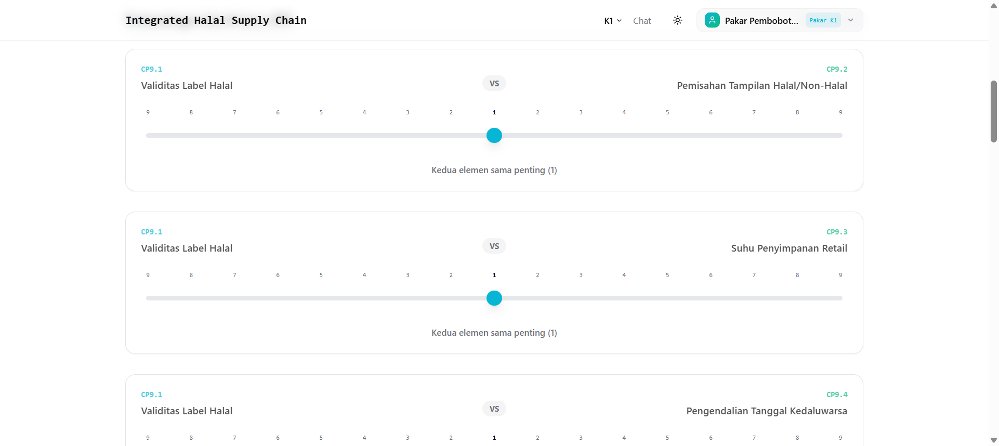 Integrated Halal Supply Chain
K1
Chat
Pakar Pembobot...
Pakar K1
CP9.1
CP9.2
Validitas Label Halal
VS
Pemisahan Tampilan Halal/Non-Halal
9 8 7 6 5 4 3 2 1 2 3 4 5 6 7 8 9
Kedua elemen sama penting (1)
CP9.1
CP9.3
Validitas Label Halal
VS
Suhu Penyimpanan Retail
9 8 7 6 5 4 3 2 1 2 3 4 5 6 7 8 9
Kedua elemen sama penting (1)
CP9.1
CP9.4
Validitas Label Halal
VS
Pengendalian Tanggal Kedaluwarsa
9 8 7 6 5 4 3 2 1 2 3 4 5 6 7 8 9